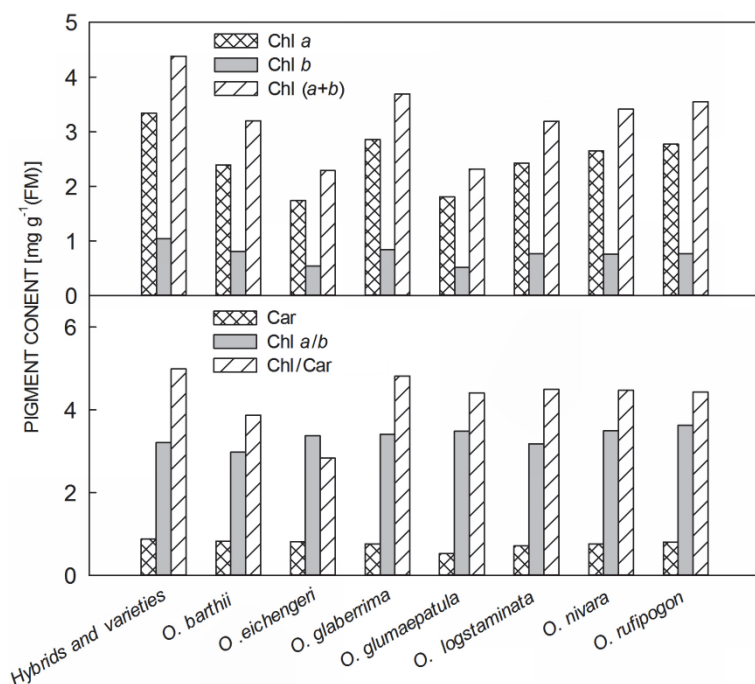 5
4
3
2
1
0
Chl a
Chl b
Chl (a+b)
PIGMENT CONENT [mg g⁻¹(FM)]
6
4
2
0
Car
Chl a/b
Chl/Car
Hybrids and varieties
O. barthii
O .eichengeri
O. glaberrima
O. glumaepatula
O. logstaminata
O. nivara
O. rufipogon